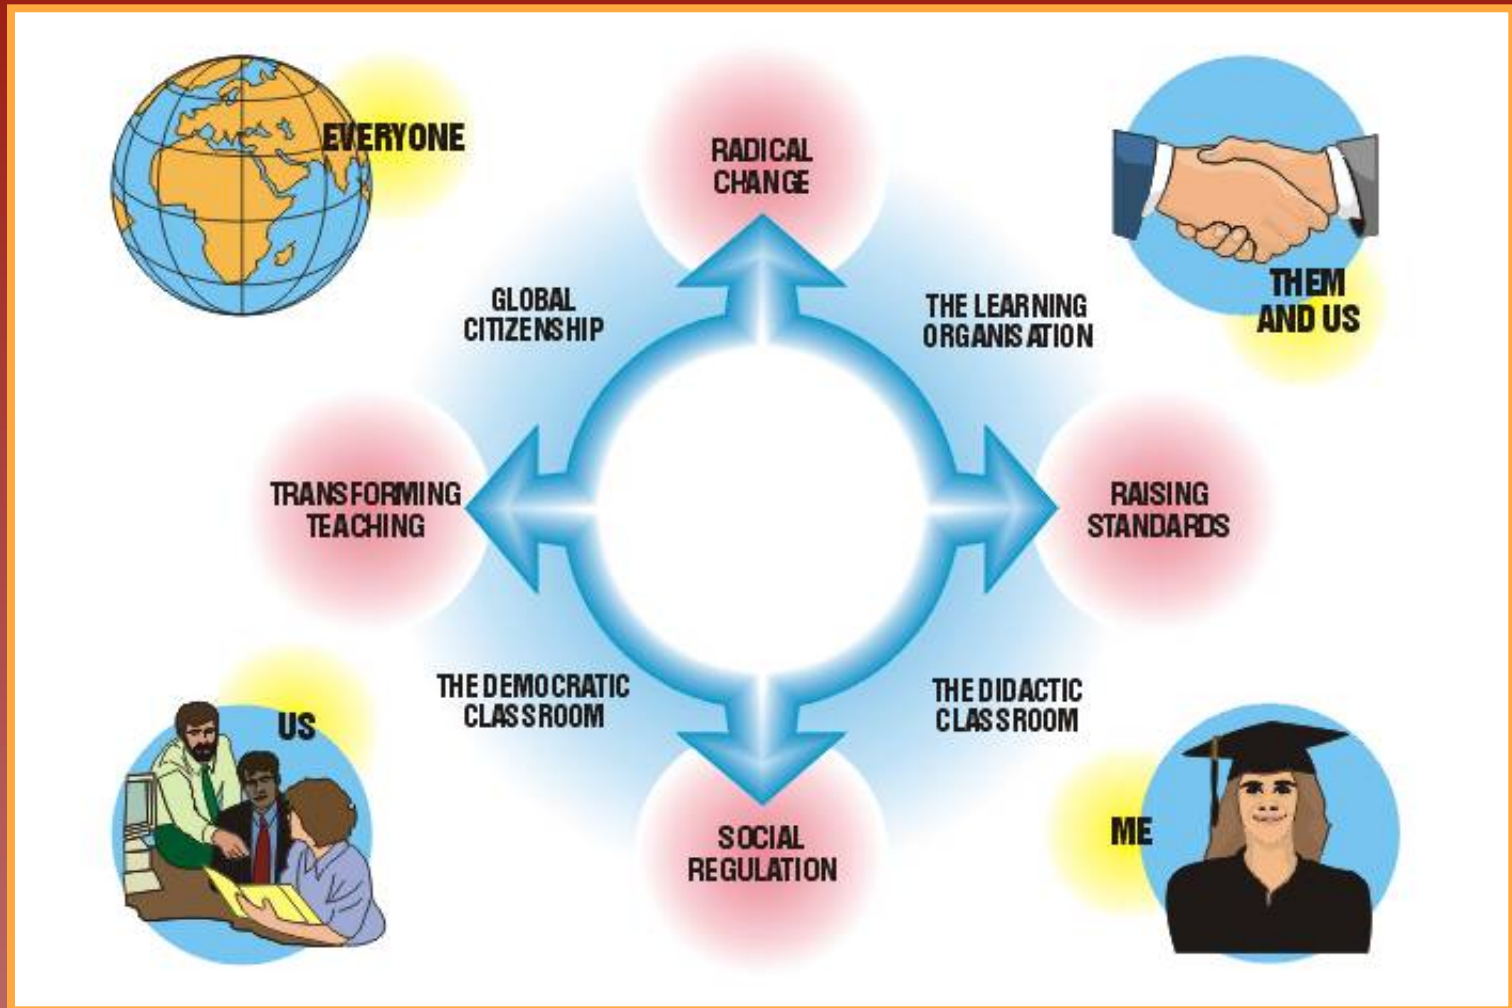 EVERYONE
RADICAL
CHANGE
THEM
AND US
GLOBAL
CITIZENSHIP
THE LEARNING
ORGANISATION
TRANSFORMING
TEACHING
RAISING
STANDARDS
THE DEMOCRATIC
CLASSROOM
THE DIDACTIC
CLASSROOM
US
ME
SOCIAL
REGULATION